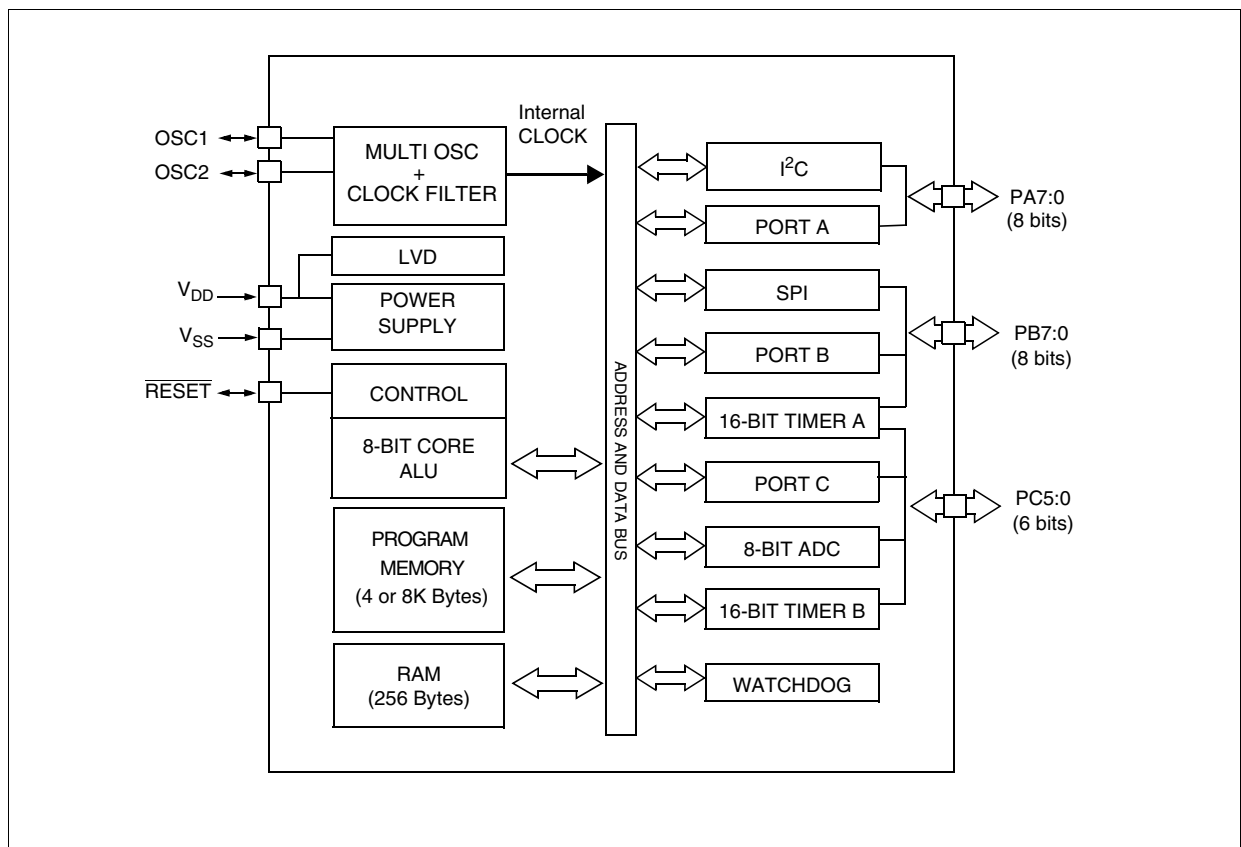 OSC1
OSC2
MULTI OSC
+
CLOCK FILTER
Internal
CLOCK
LVD
VDD
VSS
POWER
SUPPLY
RESET
CONTROL
8-BIT CORE
ALU
PROGRAM
MEMORY
(4 or 8K Bytes)
RAM
(256 Bytes)
ADDRESS AND DATA BUS
I²C
PORT A
PA7:0
(8 bits)
SPI
PORT B
PB7:0
(8 bits)
16-BIT TIMER A
PORT C
8-BIT ADC
PC5:0
(6 bits)
16-BIT TIMER B
WATCHDOG